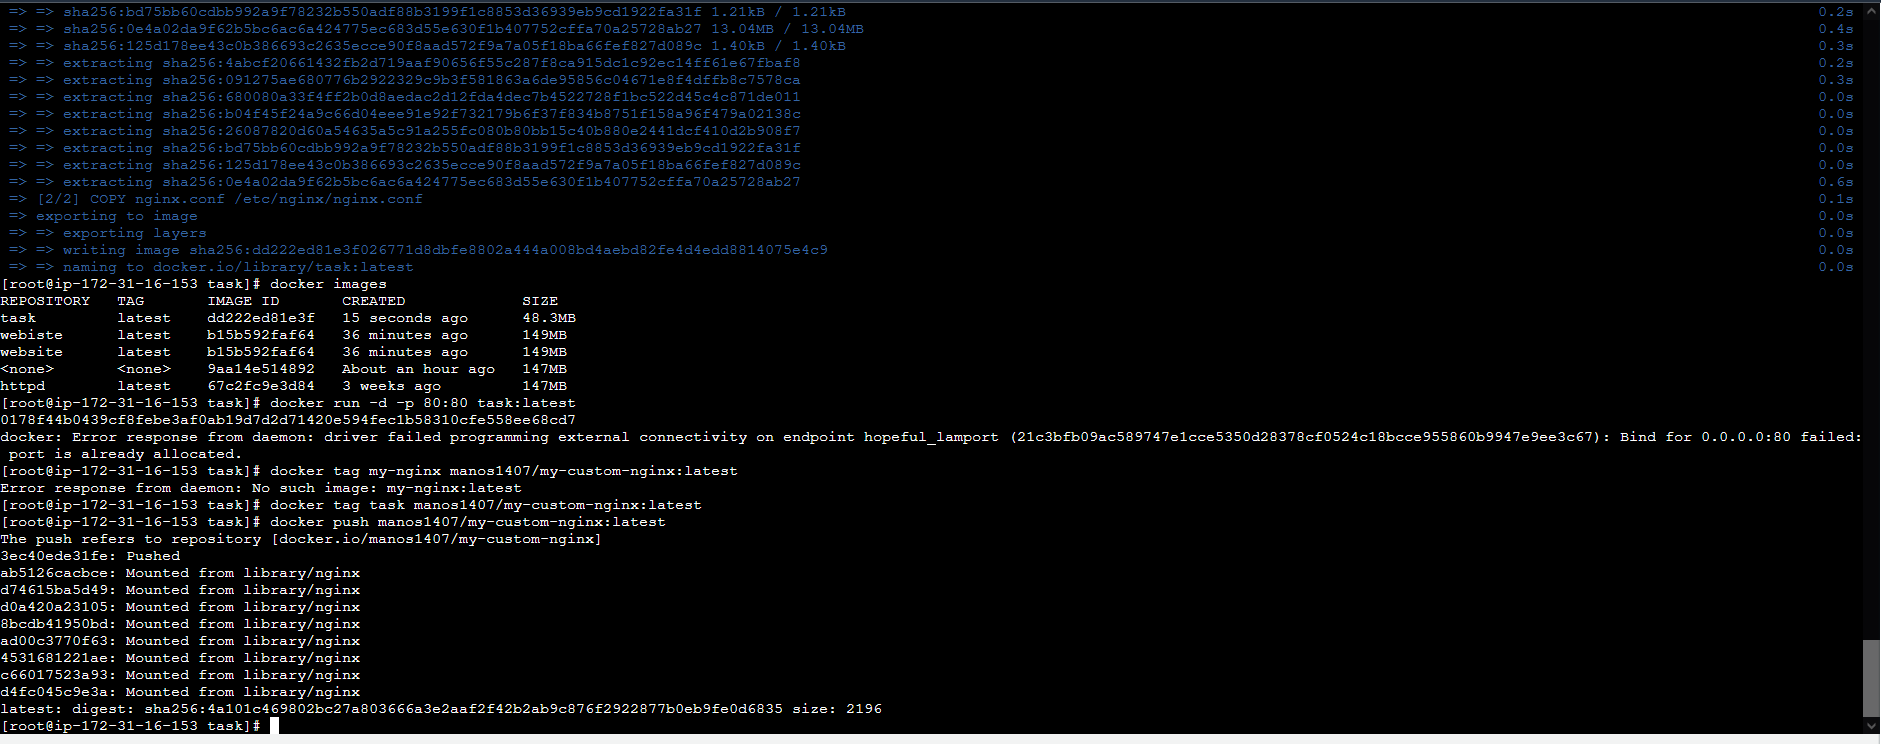 => => sha256:bd75bb60cdbb992a9f78232b550adf88b3199f1c8853d36939eb9cd1922fa31f 1.21kB / 1.21kB 0.2s
=> => sha256:0e4a02da9f62b5bc6ac6a424775ec683d55e630f1b407752cffa70a25728ab27 13.04MB / 13.04MB 0.4s
=> => sha256:125d178ee43c0b386693c2635ecce90f8aad572f9a7a05f18ba66fef827d089c 1.40kB / 1.40kB 0.3s
=> => extracting sha256:4abcf20661432fb2d719aaf90656f55c287f8ca915dc1c92ec14ff61e67fbaf8 0.2s
=> => extracting sha256:091275ae680776b2922329c9b3f581863a6de95856c04671e8f4dffb8c7578ca 0.3s
=> => extracting sha256:680080a33f4ff2b0d8aedac2d12fda4dec7b4522728f1bc522d45c4c871de011 0.0s
=> => extracting sha256:b04f45f24a9c66d04eee91e92f732179b6f37f834b8751f158a96f479a02138c 0.0s
=> => extracting sha256:26087820d60a54635a5c91a255fc080b80bb15c40b880e2441dcf410d2b908f7 0.0s
=> => extracting sha256:bd75bb60cdbb992a9f78232b550adf88b3199f1c8853d36939eb9cd1922fa31f 0.0s
=> => extracting sha256:125d178ee43c0b386693c2635ecce90f8aad572f9a7a05f18ba66fef827d089c 0.0s
=> => extracting sha256:0e4a02da9f62b5bc6ac6a424775ec683d55e630f1b407752cffa70a25728ab27 0.6s
=> [2/2] COPY nginx.conf /etc/nginx/nginx.conf 0.1s
=> exporting to image 0.0s
=> => exporting layers 0.0s
=> => writing image sha256:dd222ed81e3f026771d8dbfe8802a444a008bd4aebd82fe4d4edd8814075e4c9 0.0s
=> => naming to docker.io/library/task:latest 0.0s
[root@ip-172-31-16-153 task]# docker images
REPOSITORY TAG IMAGE ID CREATED SIZE
task latest dd222ed81e3f 15 seconds ago 48.3MB
webiste latest b15b592faf64 36 minutes ago 149MB
website latest b15b592faf64 36 minutes ago 149MB
<none> <none> 9aa14e514892 About an hour ago 147MB
httpd latest 67c2fc9e3d84 3 weeks ago 147MB
[root@ip-172-31-16-153 task]# docker run -d -p 80:80 task:latest
0178f44b0439cf8febe3af0ab19d7d2d71420e594fec1b58310cfe558ee68cd7
docker: Error response from daemon: driver failed programming external connectivity on endpoint hopeful_lamport (21c3bfb09ac589747e1cce5350d28378cf0524c18bcce955860b9947e9ee3c67): Bind for 0.0.0.0:80 failed:
port is already allocated.
[root@ip-172-31-16-153 task]# docker tag my-nginx manos1407/my-custom-nginx:latest
Error response from daemon: No such image: my-nginx:latest
[root@ip-172-31-16-153 task]# docker tag task manos1407/my-custom-nginx:latest
[root@ip-172-31-16-153 task]# docker push manos1407/my-custom-nginx:latest
The push refers to repository [docker.io/manos1407/my-custom-nginx]
3ec40ede31fe: Pushed
ab5126cacbce: Mounted from library/nginx
d74615ba5d49: Mounted from library/nginx
d0a420a23105: Mounted from library/nginx
8bcdb41950bd: Mounted from library/nginx
ad00c3770f63: Mounted from library/nginx
4531681221ae: Mounted from library/nginx
c66017523a93: Mounted from library/nginx
d4fc045c9e3a: Mounted from library/nginx
latest: digest: sha256:4a101c469802bc27a803666a3e2aaf2f42b2ab9c876f2922877b0eb9fe0d6835 size: 2196
[root@ip-172-31-16-153 task]#